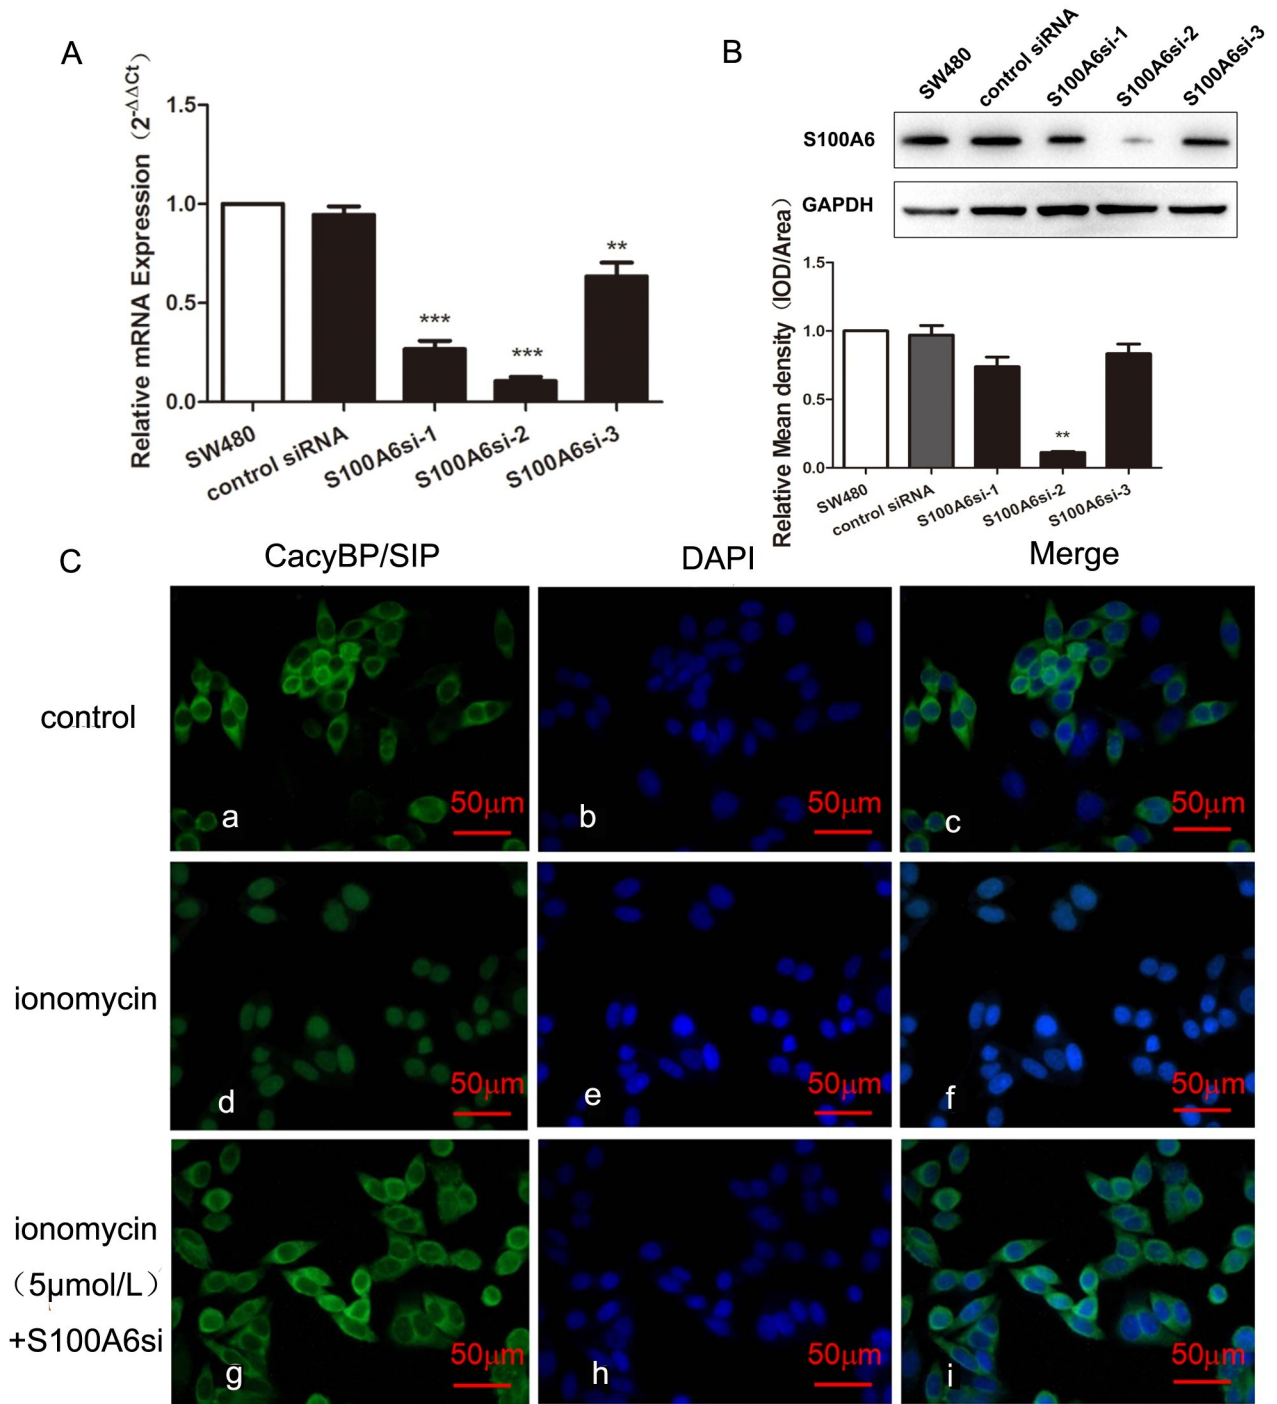 A
Relative mRNA Expression（2-ΔΔCt）
1.5
1.0
0.5
0.0
***
***
**
SW480
control siRNA
S100A6si-1
S100A6si-2
S100A6si-3
B
SW480
control siRNA
S100A6si-1
S100A6si-2
S100A6si-3
S100A6
GAPDH
Relative Mean density（IOD/Area）
1.5
1.0
0.5
0.0
**
SW480
control siRNA
S100A6si-1
S100A6si-2
S100A6si-3
C
CacyBP/SIP
DAPI
Merge
control
a
50μm
b
50μm
c
50μm
ionomycin
d
50μm
e
50μm
f
50μm
ionomycin
（5μmol/L）
+S100A6si
g
50μm
h
50μm
i
50μm